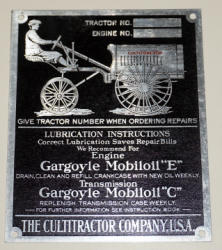 TRACTOR NO.
ENGINE NO.
CULTITRACTOR
GIVE TRACTOR NUMBER WHEN ORDERING REPAIRS
LUBRICATION INSTRUCTIONS
Correct Lubrication Saves Repair Bills
We Recommend For
Engine
Gargoyle Mobiloil "E"
DRAIN, CLEAN AND REFILL CRANKCASE WITH NEW OIL WEEKLY.
Transmission
Gargoyle Mobiloil "C"
REPLENISH TRANSMISSION CASE WEEKLY.
FOR FURTHER INFORMATION SEE INSTRUCTION BOOK
THE CULTITRACTOR COMPANY, U.S.A.